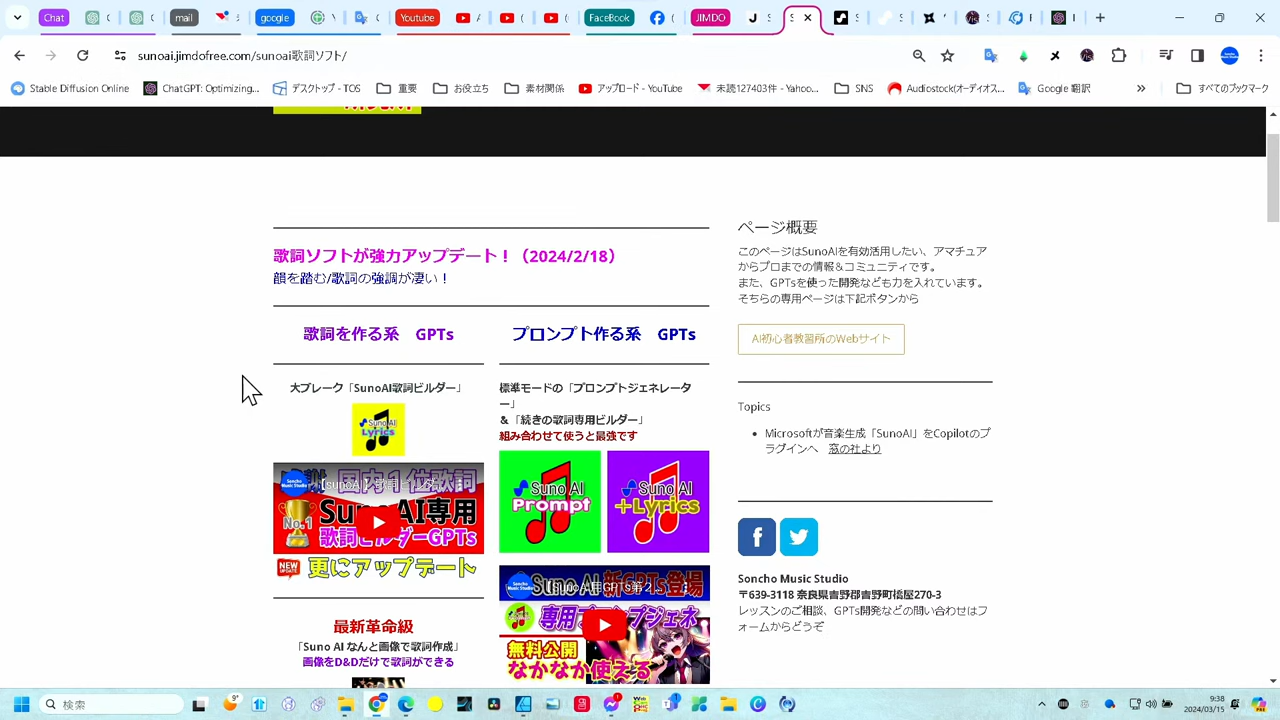 Chat
mail
google
Youtube
FaceBook
JIMDO
sunoai.jimdofree.com/sunoai歌詞ソフト/
Stable Diffusion Online
ChatGPT: Optimizing...
デスクトップ - TOS
重要
お役立ち
素材関係
アップロード - YouTube
未読127403件 - Yahoo...
SNS
Audiostock(オーディオス...
Google 翻訳
すべてのブックマーク
歌詞ソフトが強力アップデート！（2024/2/18）
韻を踏む/歌詞の強調が凄い！
歌詞を作る系　GPTs
大ブレーク「SunoAI歌詞ビルダー」
Suno AI
Lyrics
国内１位歌詞
No.1
SunoAI専用
歌詞ビルダーGPTs
NEW
更にアップデート
最新革命級
「Suno AI なんと画像で歌詞作成」
画像をD&Dだけで歌詞ができる
プロンプト作る系　GPTs
標準モードの「プロンプトジェネレータ
ー」
&「続きの歌詞専用ビルダー」
組み合わせて使うと最強です
Suno AI
Prompt
Suno AI
+Lyrics
Suno AI 新GPTs登場
専用プロンプジェネ
無料公開
なかなか使える
ページ概要
このページはSunoAIを有効活用したい、アマチュア
からプロまでの情報＆コミュニティです。
また、GPTsを使った開発なども力を入れています。
そちらの専用ページは下記ボタンから
AI初心者教習所のWebサイト
Topics
Microsoftが音楽生成「SunoAI」をCopilotのプ
ラグインへ　窓の杜より
Soncho Music Studio
〒639-3118 奈良県吉野郡吉野町橋屋270-3
レッスンのご相談、GPTs開発などの問い合わせはフ
ォームからどうぞ
検索
9°
9:38
2024/03/15